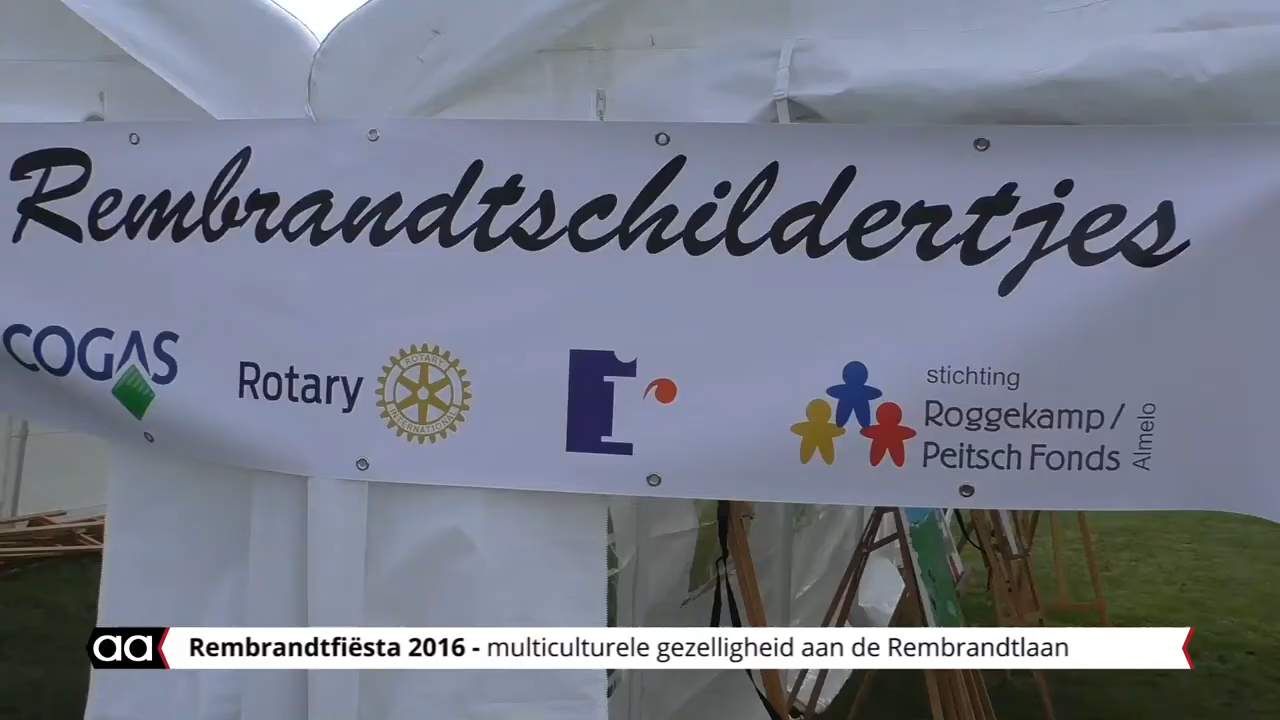 Rembrandtschildertjes
COGAS
Rotary
ROTARY
INTERNATIONAL
stichting
Roggekamp /
Peitsch Fonds
Almelo
aa Rembrandtfiësta 2016 - multiculturele gezelligheid aan de Rembrandtlaan